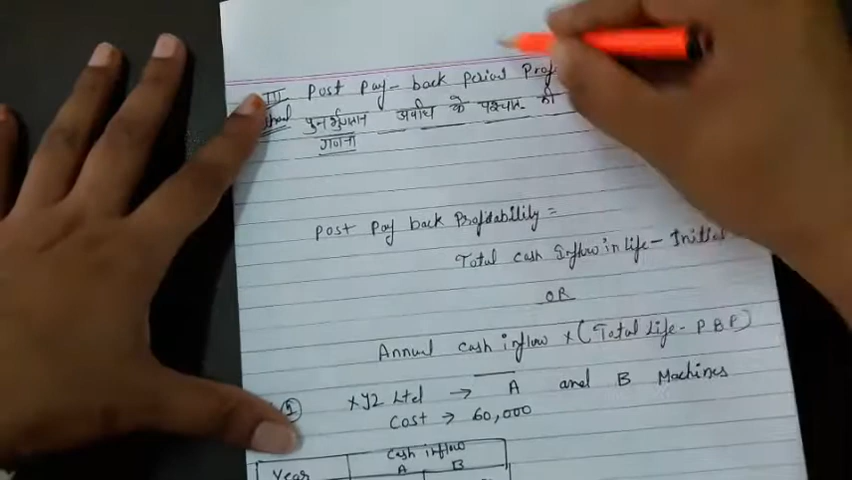 III Post Pay-back Period
पुनर्भुगतान अवधि के पश्चात् की
गणना
Post Pay back Profitability =
Total cash Inflow in life - Initial
OR
Annual cash inflow x (Total Life - PBP)
① XYZ Ltd → A and B Machines
Cost → 60,000
Cash inflow
Year A B